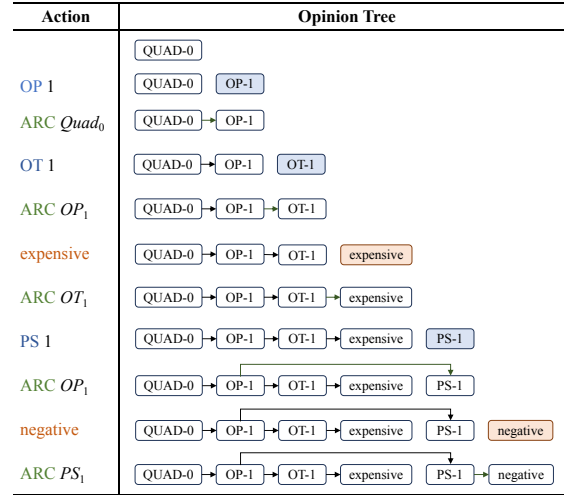 Action Opinion Tree
QUAD-0
OP 1 QUAD-0 OP-1
ARC Quad0 QUAD-0 OP-1
OT 1 QUAD-0 OP-1 OT-1
ARC OP1 QUAD-0 OP-1 OT-1
expensive QUAD-0 OP-1 OT-1 expensive
ARC OT1 QUAD-0 OP-1 OT-1 expensive
PS 1 QUAD-0 OP-1 OT-1 expensive PS-1
ARC OP1 QUAD-0 OP-1 OT-1 expensive PS-1
negative QUAD-0 OP-1 OT-1 expensive PS-1 negative
ARC PS1 QUAD-0 OP-1 OT-1 expensive PS-1 negative